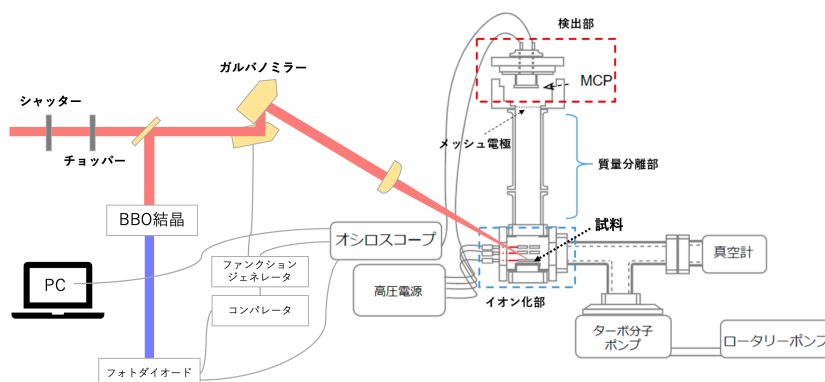 検出部
ガルバノミラー
MCP
シャッター
メッシュ電極
チョッパー
質量分離部
BBO結晶
試料
オシロスコープ
真空計
ファンクション
ジェネレータ
PC
高圧電源
イオン化部
コンパレータ
ターボ分子
ポンプ
ロータリーポンプ
フォトダイオード